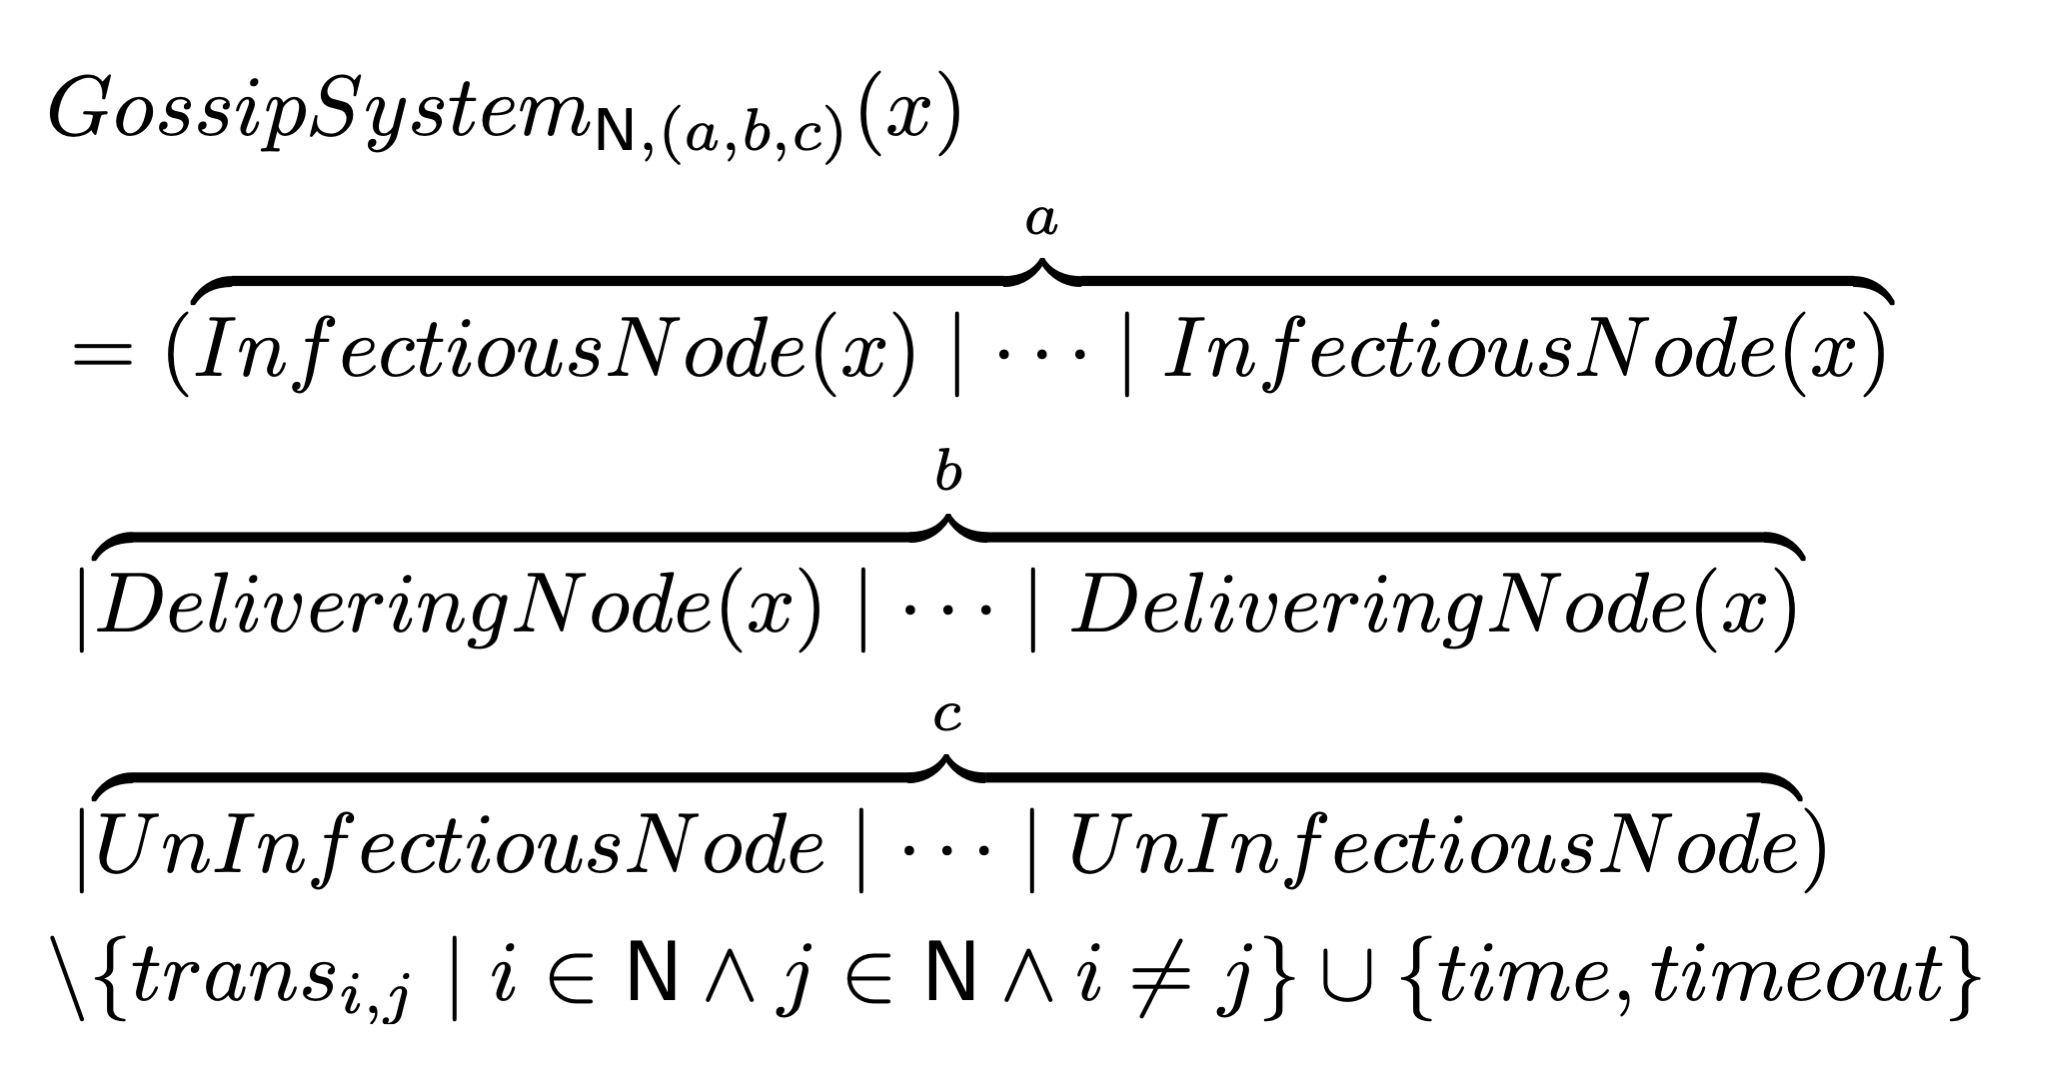 GossipSystem_{N,(a,b,c)}(x)
a
= (InfectiousNode(x) | ⋯ | InfectiousNode(x)
b
|DeliveringNode(x) | ⋯ | DeliveringNode(x)
c
|UnInfectiousNode | ⋯ | UnInfectiousNode)
\{trans_{i,j} | i ∈ N ∧ j ∈ N ∧ i ≠ j} ∪ {time, timeout}